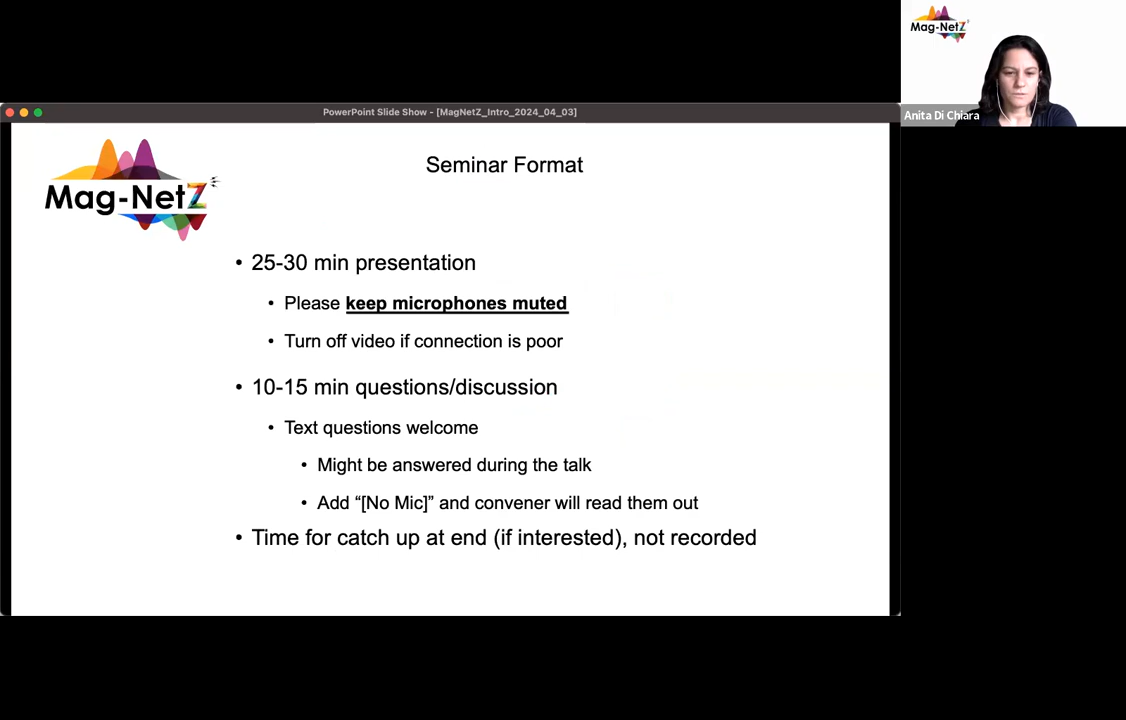 Mag-NetZ
Anita Di Chiara
PowerPoint Slide Show - [MagNetZ_Intro_2024_04_03]
Mag-NetZ
Seminar Format
• 25-30 min presentation
• Please keep microphones muted
• Turn off video if connection is poor
• 10-15 min questions/discussion
• Text questions welcome
• Might be answered during the talk
• Add “[No Mic]” and convener will read them out
• Time for catch up at end (if interested), not recorded